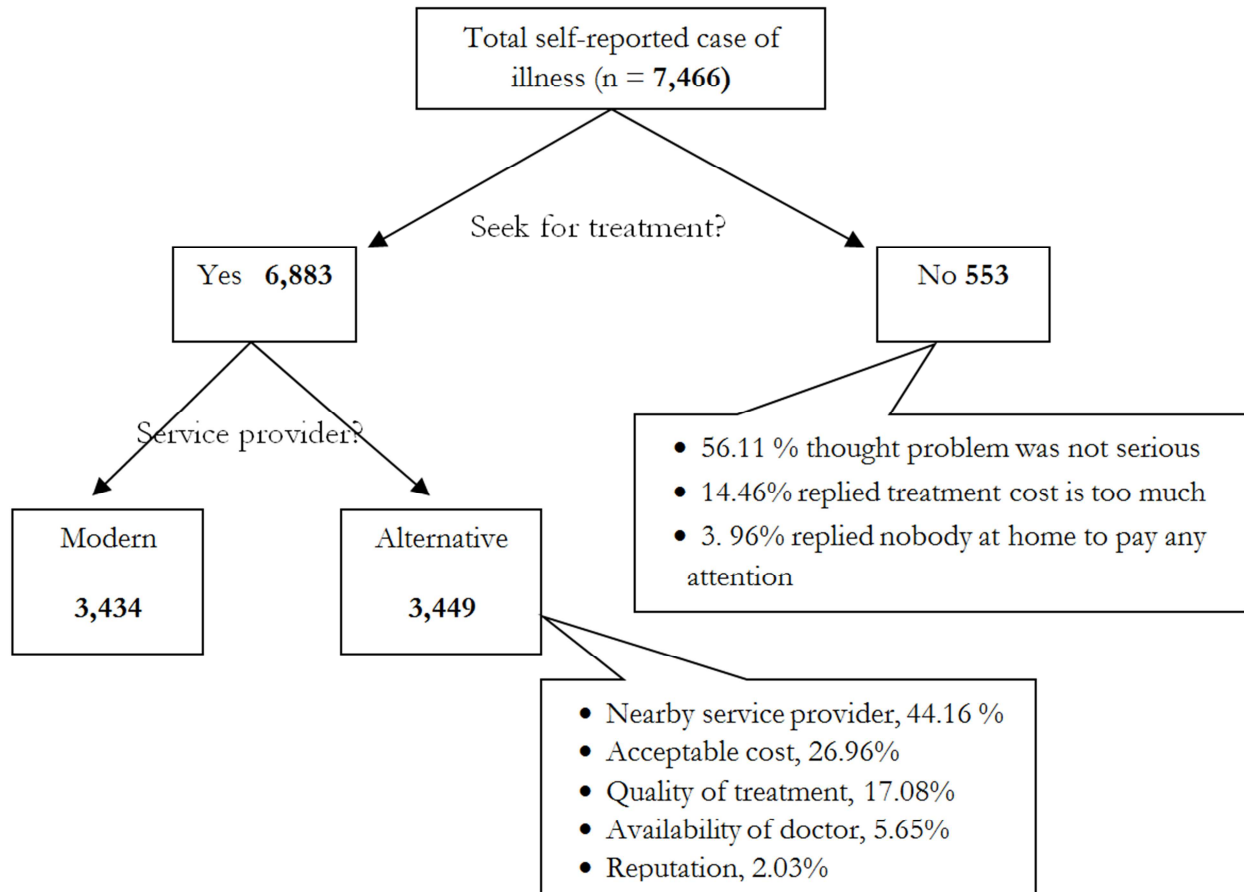 Total self-reported case of
illness (n = 7,466)
Seek for treatment?
Yes 6,883
No 553
Service provider?
• 56.11 % thought problem was not serious
• 14.46% replied treatment cost is too much
• 3. 96% replied nobody at home to pay any
attention
Modern
3,434
Alternative
3,449
• Nearby service provider, 44.16 %
• Acceptable cost, 26.96%
• Quality of treatment, 17.08%
• Availability of doctor, 5.65%
• Reputation, 2.03%